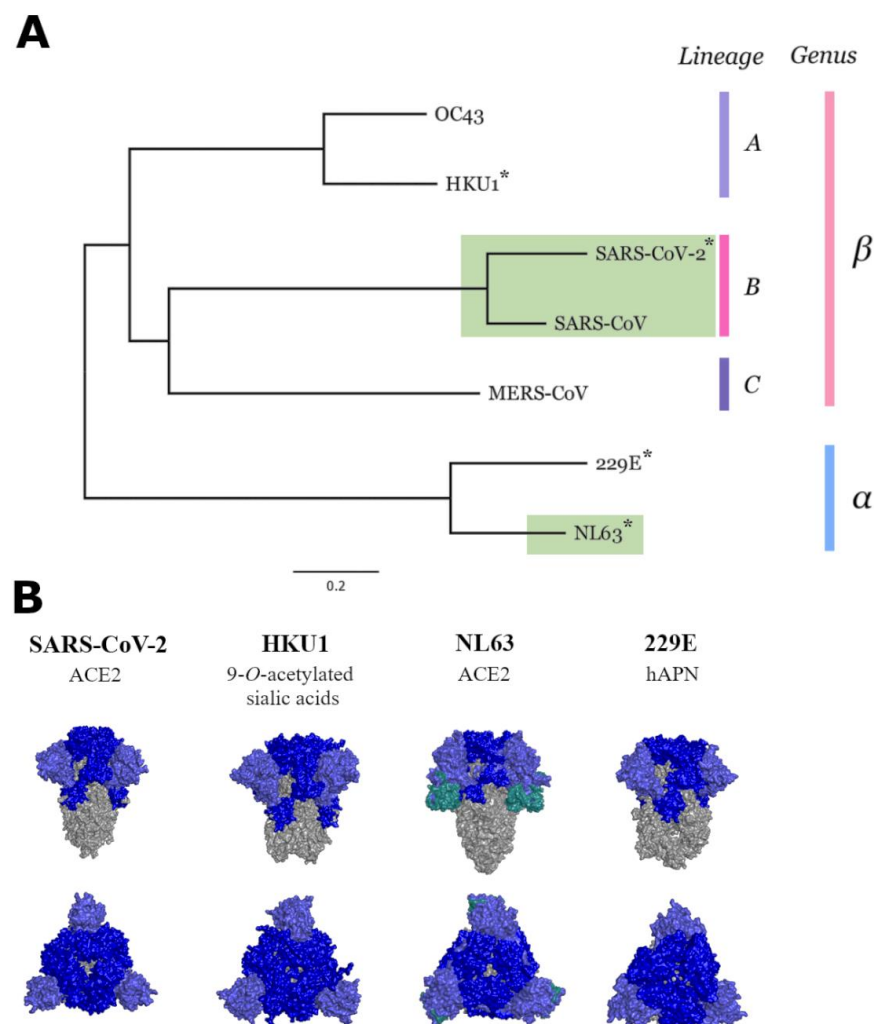 A
Lineage Genus
OC43
A
HKU1*
β
SARS-CoV-2*
B
SARS-CoV
C
MERS-CoV
229E*
α
NL63*
0.2
B
SARS-CoV-2 HKU1 NL63 229E
ACE2 9-O-acetylated ACE2 hAPN
sialic acids